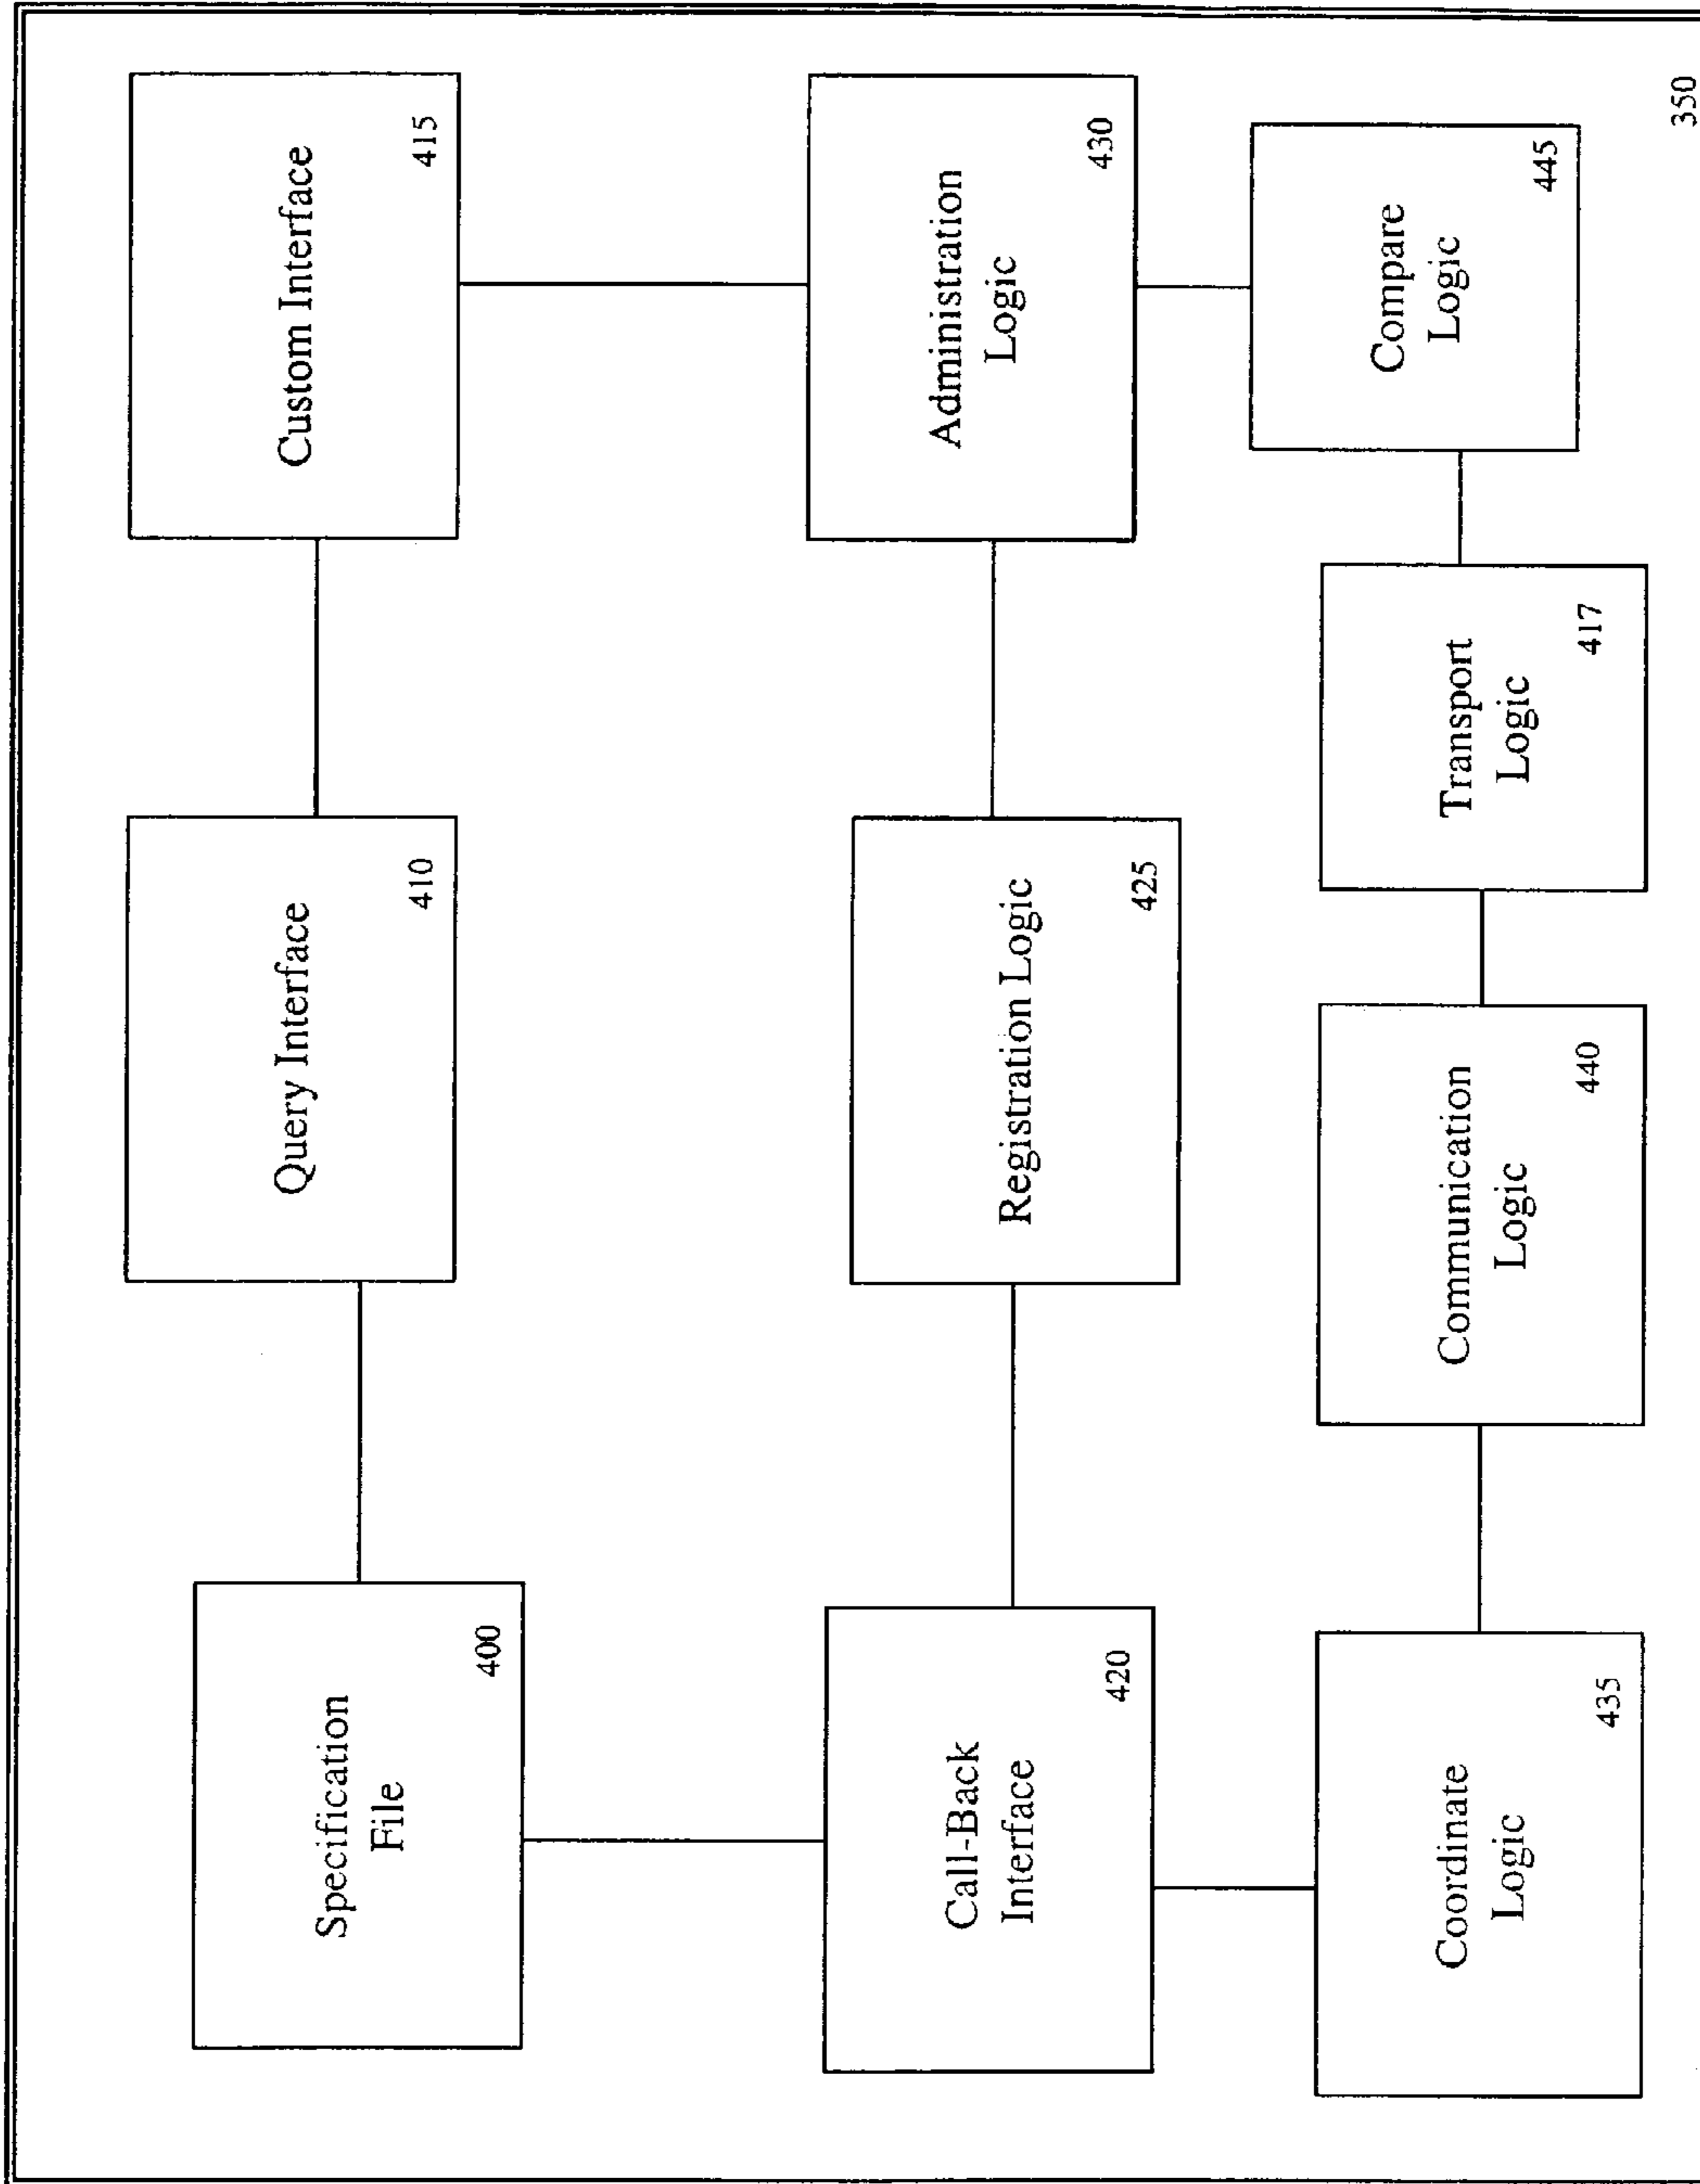 Specification
File
400
Query Interface
410
Custom Interface
415
Call-Back
Interface
420
Registration Logic
425
Administration
Logic
430
Coordinate
Logic
435
Communication
Logic
440
Transport
Logic
417
Compare
Logic
445
350